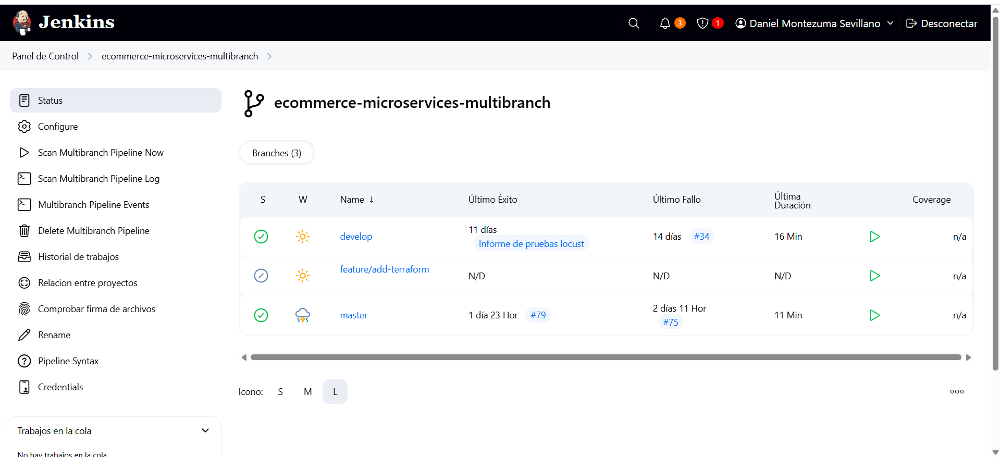 Jenkins
3
1
Daniel Montezuma Sevillano
Desconectar
Panel de Control
ecommerce-microservices-multibranch
Status
Configure
Scan Multibranch Pipeline Now
Scan Multibranch Pipeline Log
Multibranch Pipeline Events
Delete Multibranch Pipeline
Historial de trabajos
Relacion entre proyectos
Comprobar firma de archivos
Rename
Pipeline Syntax
Credentials
Trabajos en la cola
No hay trabajos en la cola
ecommerce-microservices-multibranch
Branches (3)
S W Name ↓ Último Éxito Último Fallo Última Duración Coverage
develop 11 días Informe de pruebas locust 14 días #34 16 Min n/a
feature/add-terraform N/D N/D N/D n/a
master 1 día 23 Hor #79 2 días 11 Hor #75 11 Min n/a
Icono: S M L